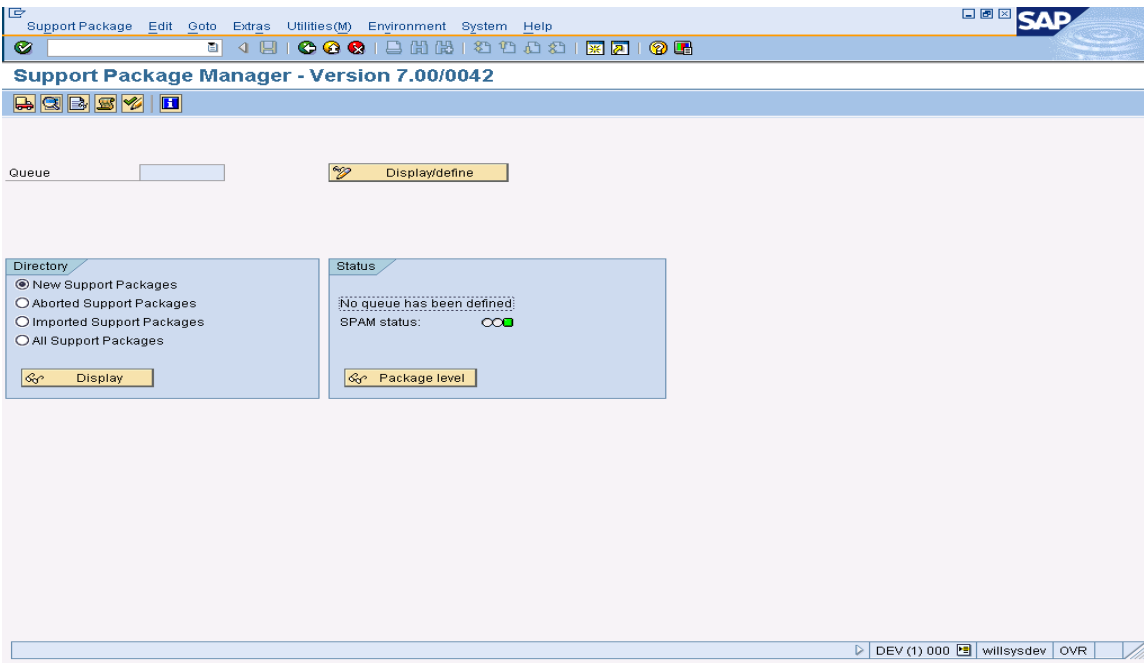 Support Package Edit Goto Extras Utilities(M) Environment System Help
SAP
Support Package Manager - Version 7.00/0042
Queue
Display/define
Directory
New Support Packages
Aborted Support Packages
Imported Support Packages
All Support Packages
Display
Status
No queue has been defined
SPAM status:
Package level
DEV (1) 000 willsysdev OVR